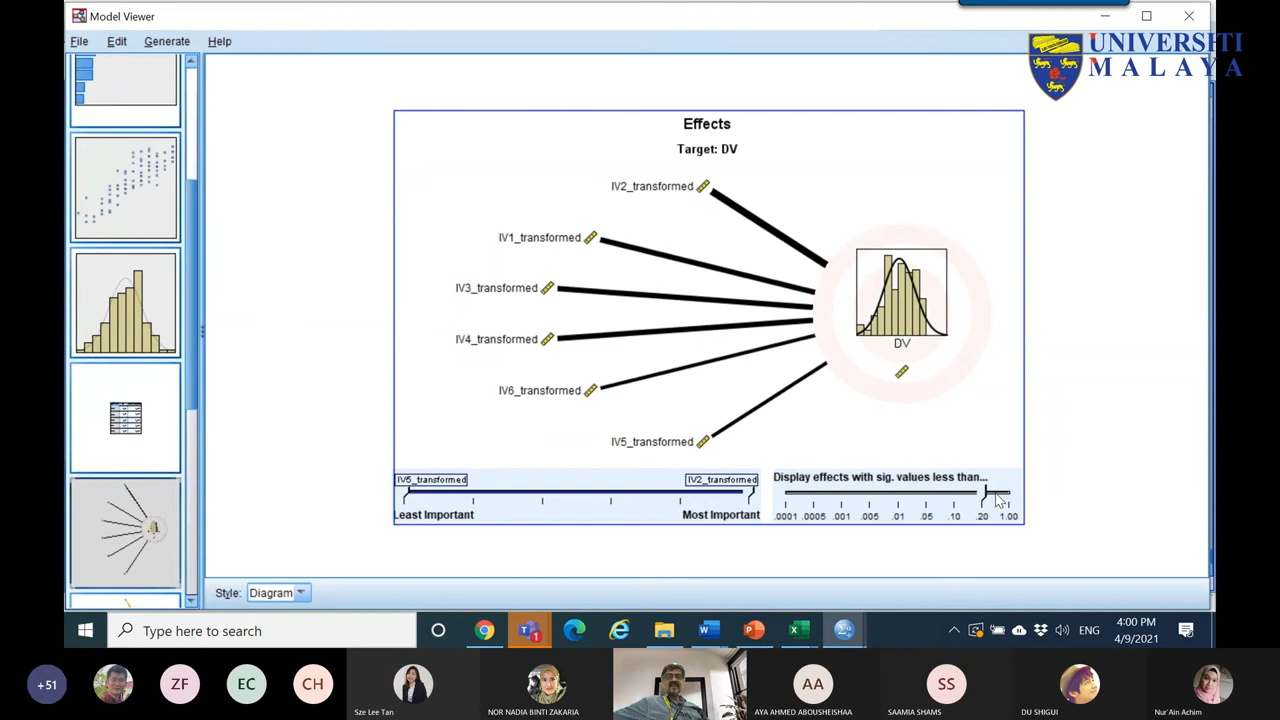 Model Viewer
File Edit Generate Help
UNIVERSITI
MALAYA
Effects
Target: DV
IV2_transformed
IV1_transformed
IV3_transformed
IV4_transformed
IV6_transformed
IV5_transformed
DV
IV5_transformed
IV2_transformed
Least Important
Most Important
Display effects with sig. values less than...
.0001 .0005 .001 .005 .01 .05 .10 .20 1.00
Style: Diagram
Type here to search
1
ENG
4:00 PM
4/9/2021
+51
ZF
EC
CH
AA
SS
Sze Lee Tan
NOR NADIA BINTI ZAKARIA
AYA AHMED ABOUSHEISHAA
SAAMIA SHAMS
DU SHIGUI
Nur'Ain Achim